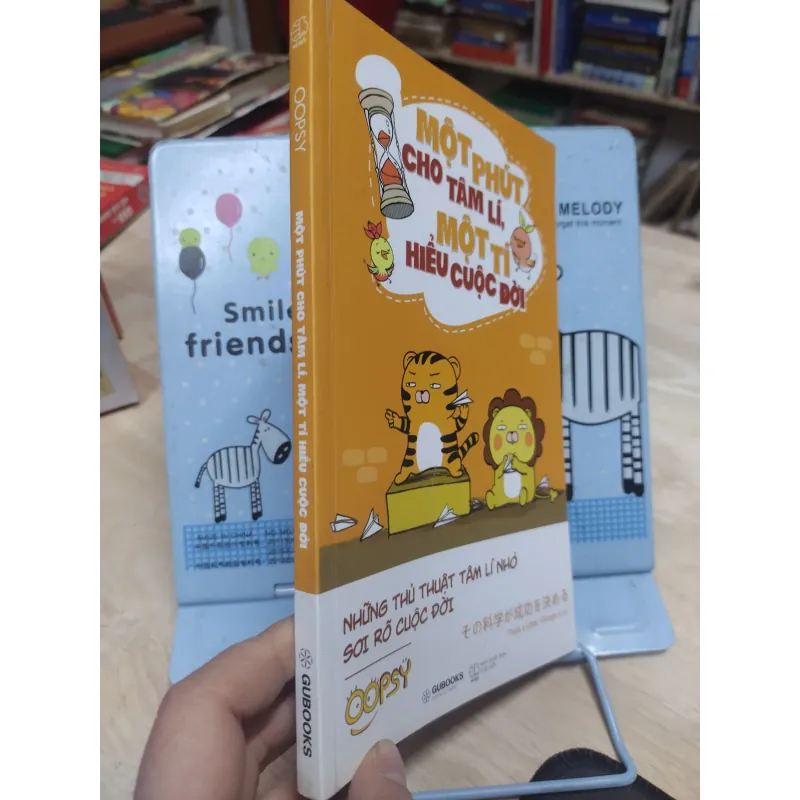 OOPSY
MỘT PHÚT CHO TÂM LÍ, MỘT TÍ HIỂU CUỘC ĐỜI
GUBOOKS
MỘT PHÚT
CHO TÂM LÍ,
MỘT TÍ
HIỂU CUỘC ĐỜI
NHỮNG THỦ THUẬT TÂM LÍ NHỎ
SOI RÕ CUỘC ĐỜI
その科学が成功を決める
OOPSY
GUBOOKS
Smile
friends
MELODY
this moment